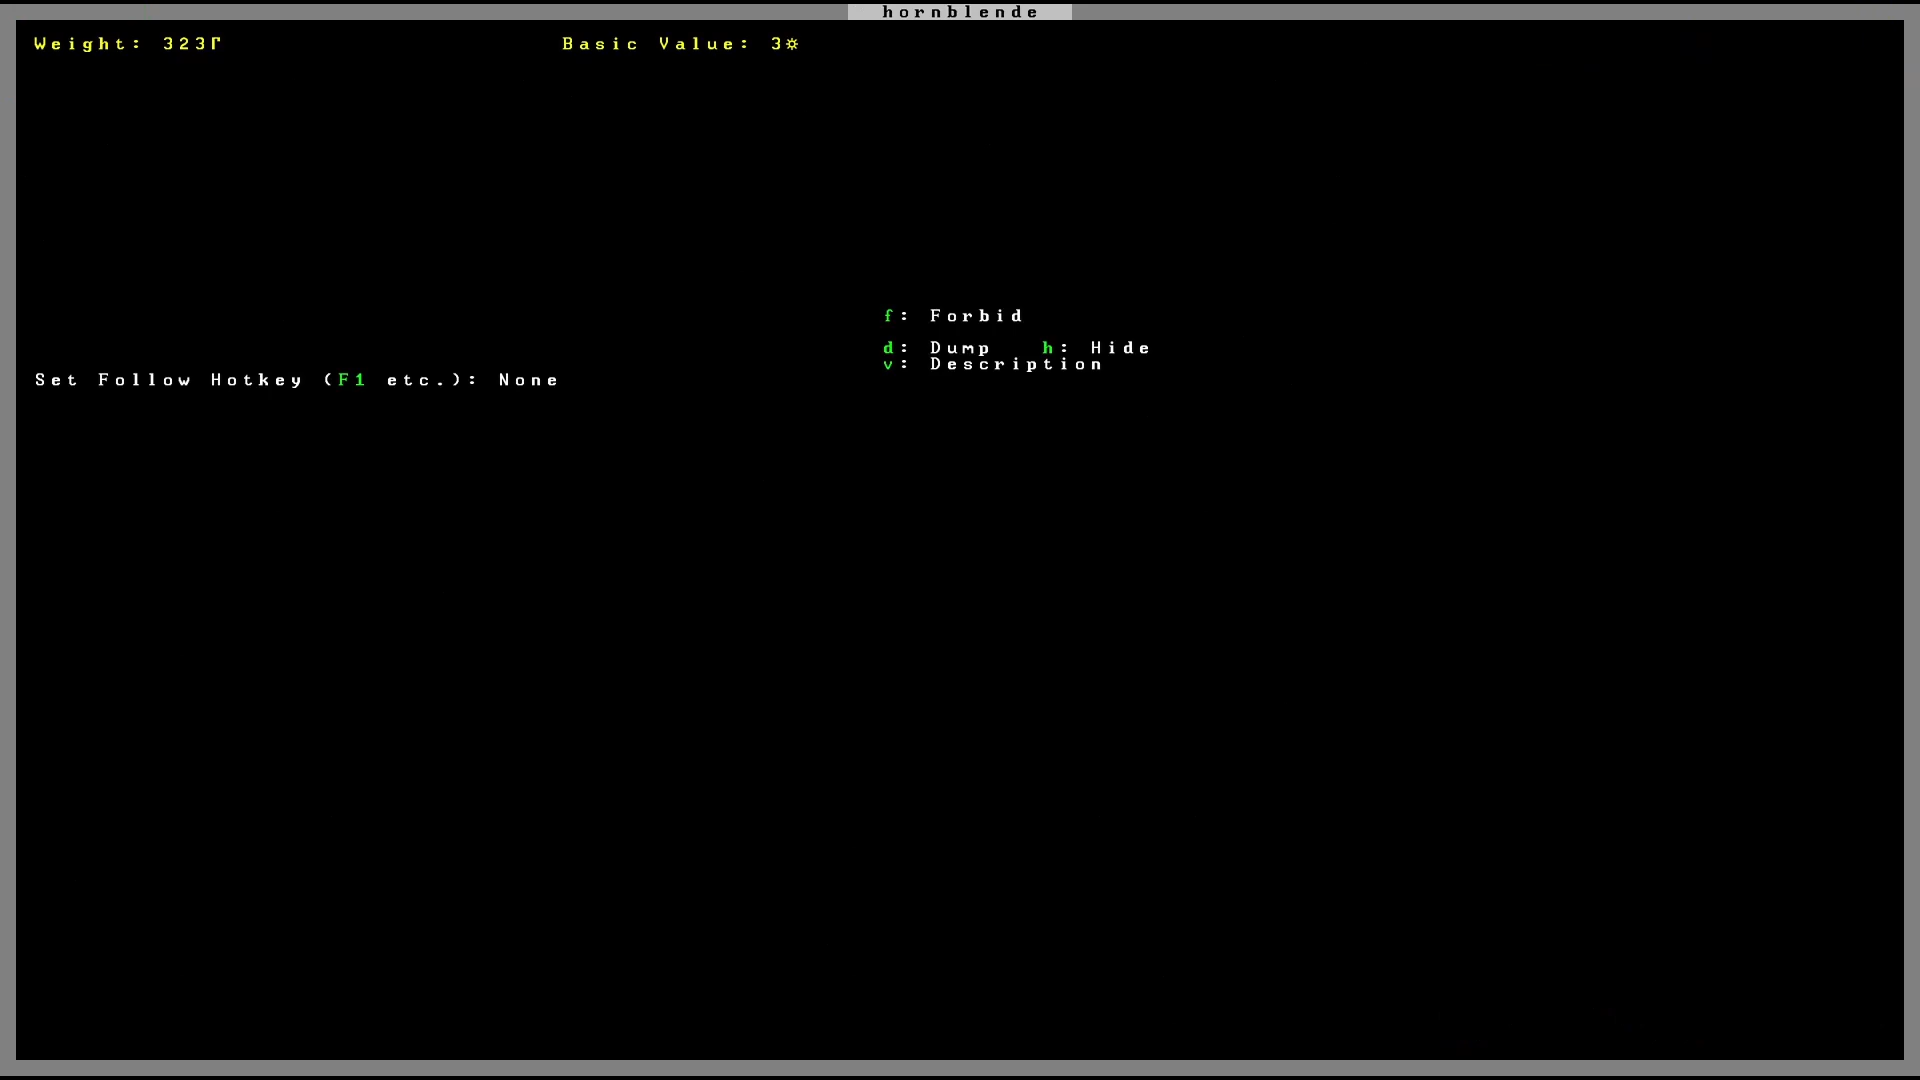 hornblende
Weight: 323Γ Basic Value: 3☼
f: Forbid
d: Dump h: Hide
v: Description
Set Follow Hotkey (F1 etc.): None